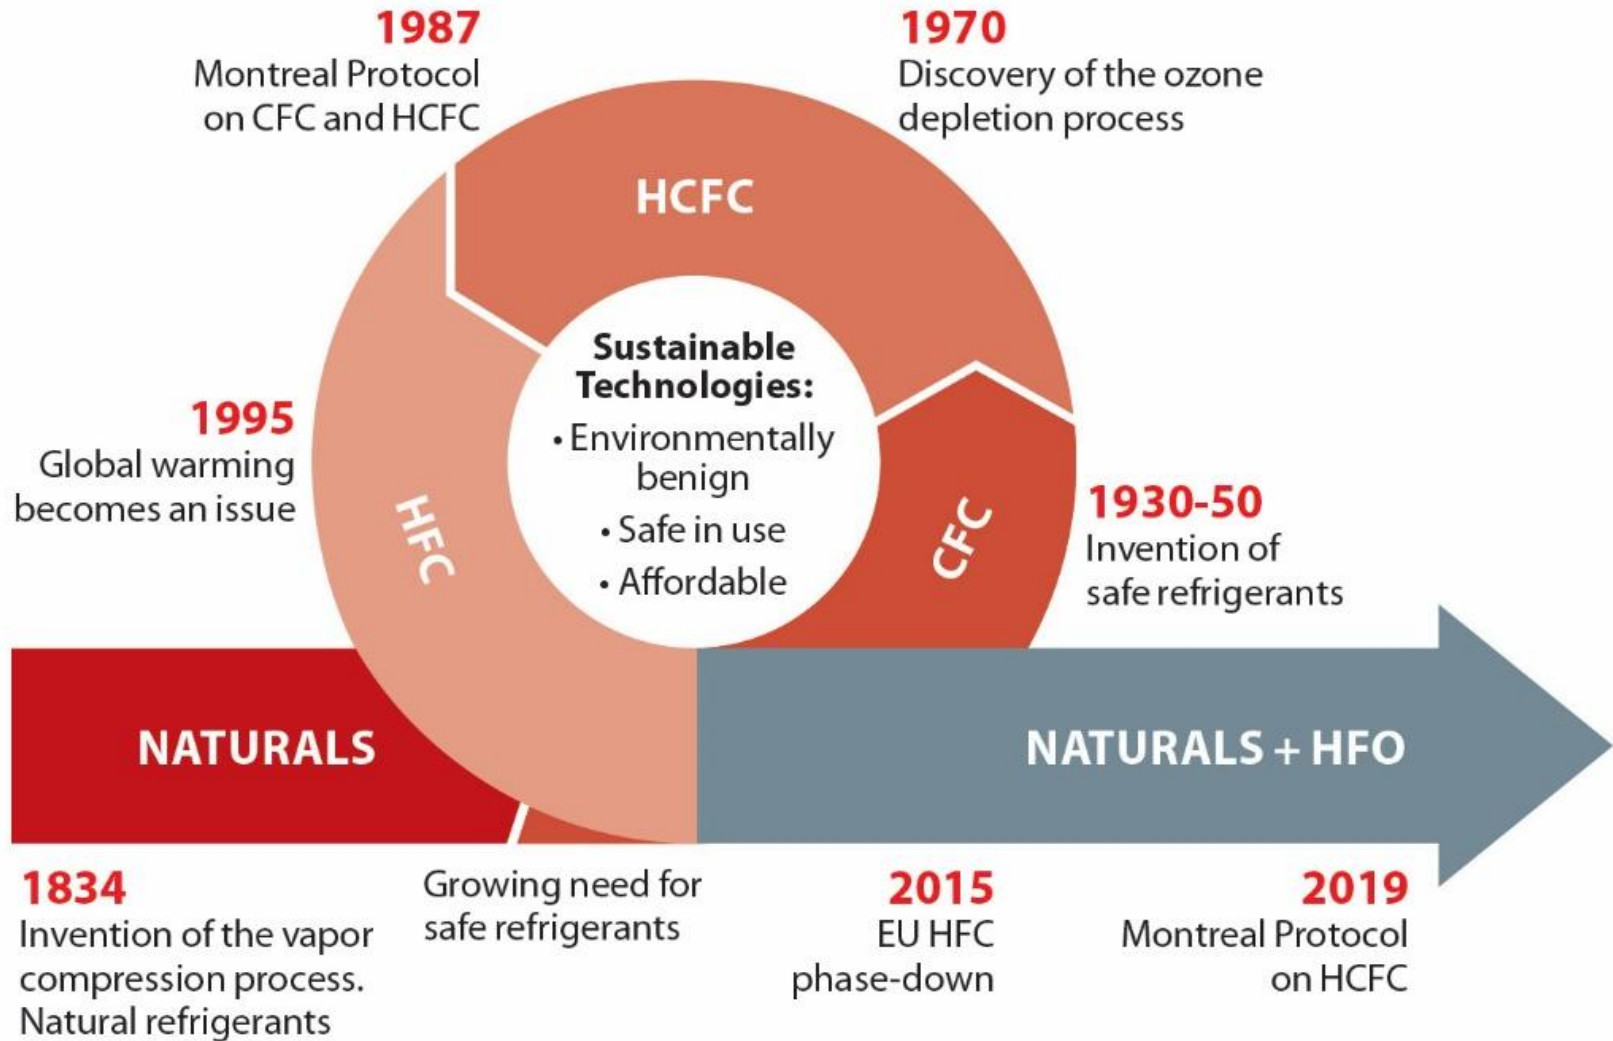 1987
Montreal Protocol
on CFC and HCFC
1970
Discovery of the ozone
depletion process
HCFC
Sustainable
Technologies:
• Environmentally
benign
• Safe in use
• Affordable
1995
Global warming
becomes an issue
HFC
CFC
1930-50
Invention of
safe refrigerants
NATURALS
NATURALS + HFO
1834
Invention of the vapor
compression process.
Natural refrigerants
Growing need for
safe refrigerants
2015
EU HFC
phase-down
2019
Montreal Protocol
on HCFC